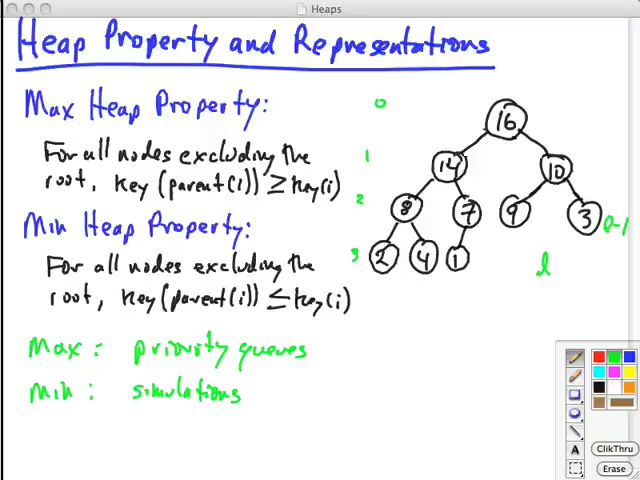 Heaps
Heap Property and Representations
Max Heap Property:
For all nodes excluding the
root, key (parent(i)) ≥ key(i)
Min Heap Property:
For all nodes excluding the
root, key (parent(i)) ≤ key(i)
Max : priority queues
Min : simulations
0
16
1
14
10
2
8
7
9
3
l-1
3
2
4
1
l
A
ClikThru
Erase